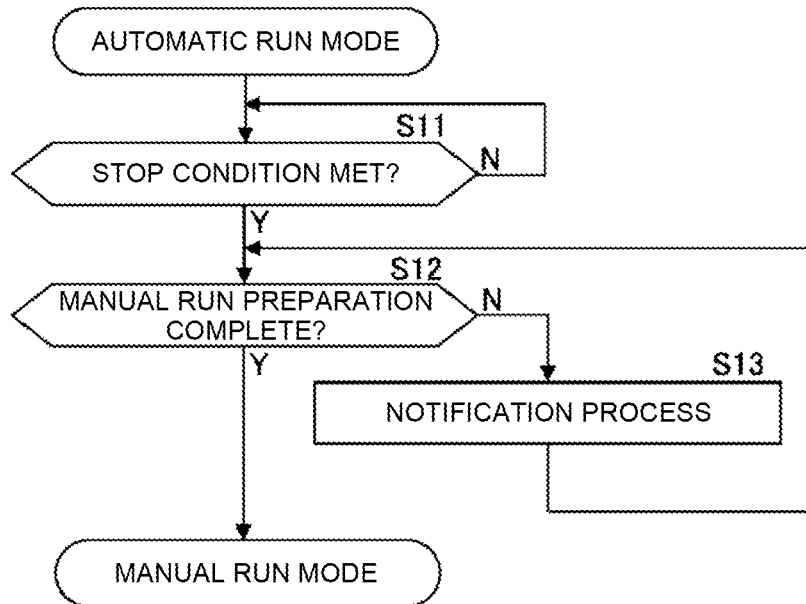 AUTOMATIC RUN MODE
S11
STOP CONDITION MET?
N
Y
S12
MANUAL RUN PREPARATION
COMPLETE?
N
Y
S13
NOTIFICATION PROCESS
MANUAL RUN MODE